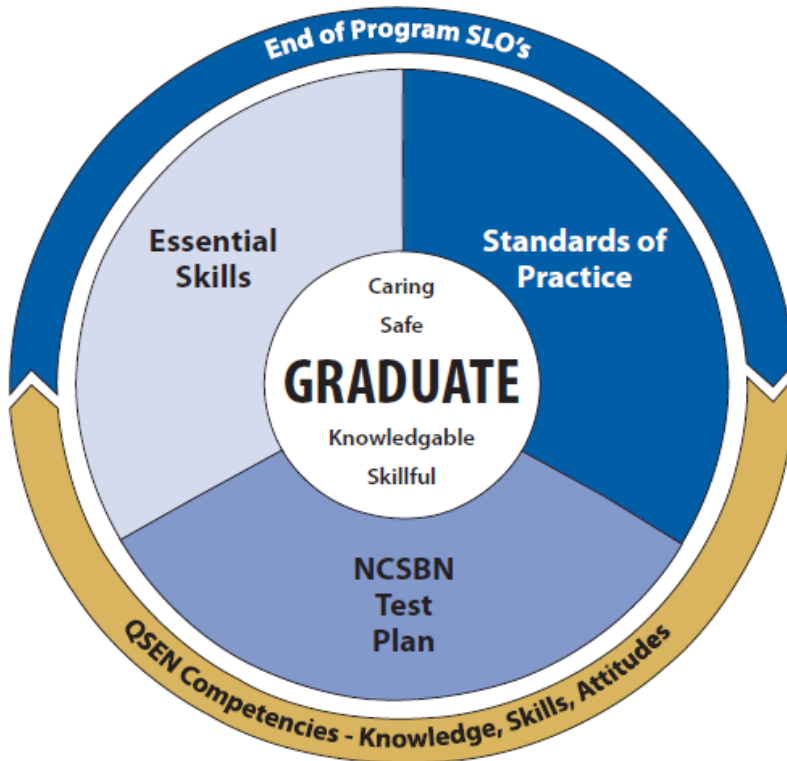 End of Program SLO's
Essential
Skills
Standards of
Practice
Caring
Safe
GRADUATE
Knowledgable
Skillful
NCSBN
Test
Plan
QSEN Competencies - Knowledge, Skills, Attitudes